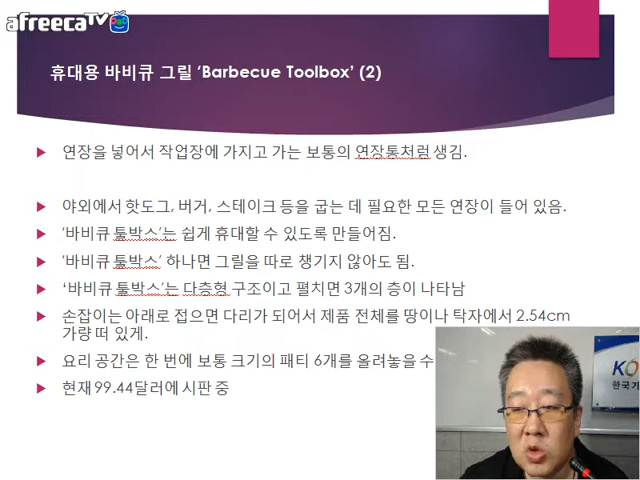 afreecaTV
휴대용 바비큐 그릴 ‘Barbecue Toolbox’ (2)
▶ 연장을 넣어서 작업장에 가지고 가는 보통의 연장통처럼 생김.
▶ 야외에서 핫도그, 버거, 스테이크 등을 굽는 데 필요한 모든 연장이 들어 있음.
▶ ‘바비큐 툴박스’는 쉽게 휴대할 수 있도록 만들어짐.
▶ ‘바비큐 툴박스’ 하나면 그릴을 따로 챙기지 않아도 됨.
▶ ‘바비큐 툴박스’는 다층형 구조이고 펼치면 3개의 층이 나타남
▶ 손잡이는 아래로 접으면 다리가 되어서 제품 전체를 땅이나 탁자에서 2.54cm
가량 떠 있게.
▶ 요리 공간은 한 번에 보통 크기의 패티 6개를 올려놓을 수
▶ 현재 99.44달러에 시판 중
KO
한국기